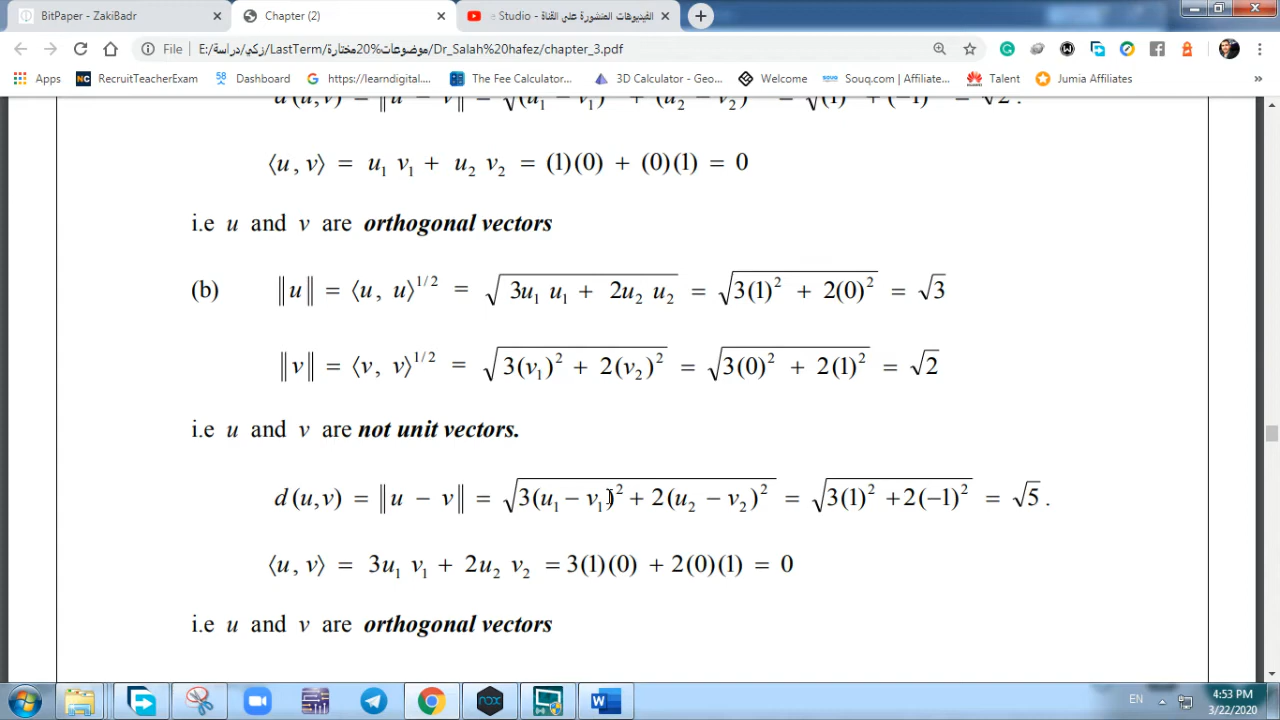 BitPaper - ZakiBadr
Chapter (2)
الفيديوهات المنشورة على القناة - Studio
File | E:/زكي/دراسة/LastTerm/موضوعات%20مختارة/Dr_Salah%20hafez/chapter_3.pdf
Apps RecruitTeacherExam Dashboard https://learndigital.... The Fee Calculator... 3D Calculator - Geo... Welcome Souq.com | Affiliate... Talent Jumia Affiliates »
⟨u, v⟩ = u₁ v₁ + u₂ v₂ = (1)(0) + (0)(1) = 0
i.e u and v are orthogonal vectors
(b) ‖u‖ = ⟨u, u⟩^1/2 = √(3u₁ u₁ + 2u₂ u₂) = √(3(1)² + 2(0)²) = √3
‖v‖ = ⟨v, v⟩^1/2 = √(3(v₁)² + 2(v₂)²) = √(3(0)² + 2(1)²) = √2
i.e u and v are not unit vectors.
d(u,v) = ‖u − v‖ = √(3(u₁ − v₁)² + 2(u₂ − v₂)²) = √(3(1)² +2(−1)²) = √5 .
⟨u, v⟩ = 3u₁ v₁ + 2u₂ v₂ = 3(1)(0) + 2(0)(1) = 0
i.e u and v are orthogonal vectors
EN 4:53 PM
3/22/2020